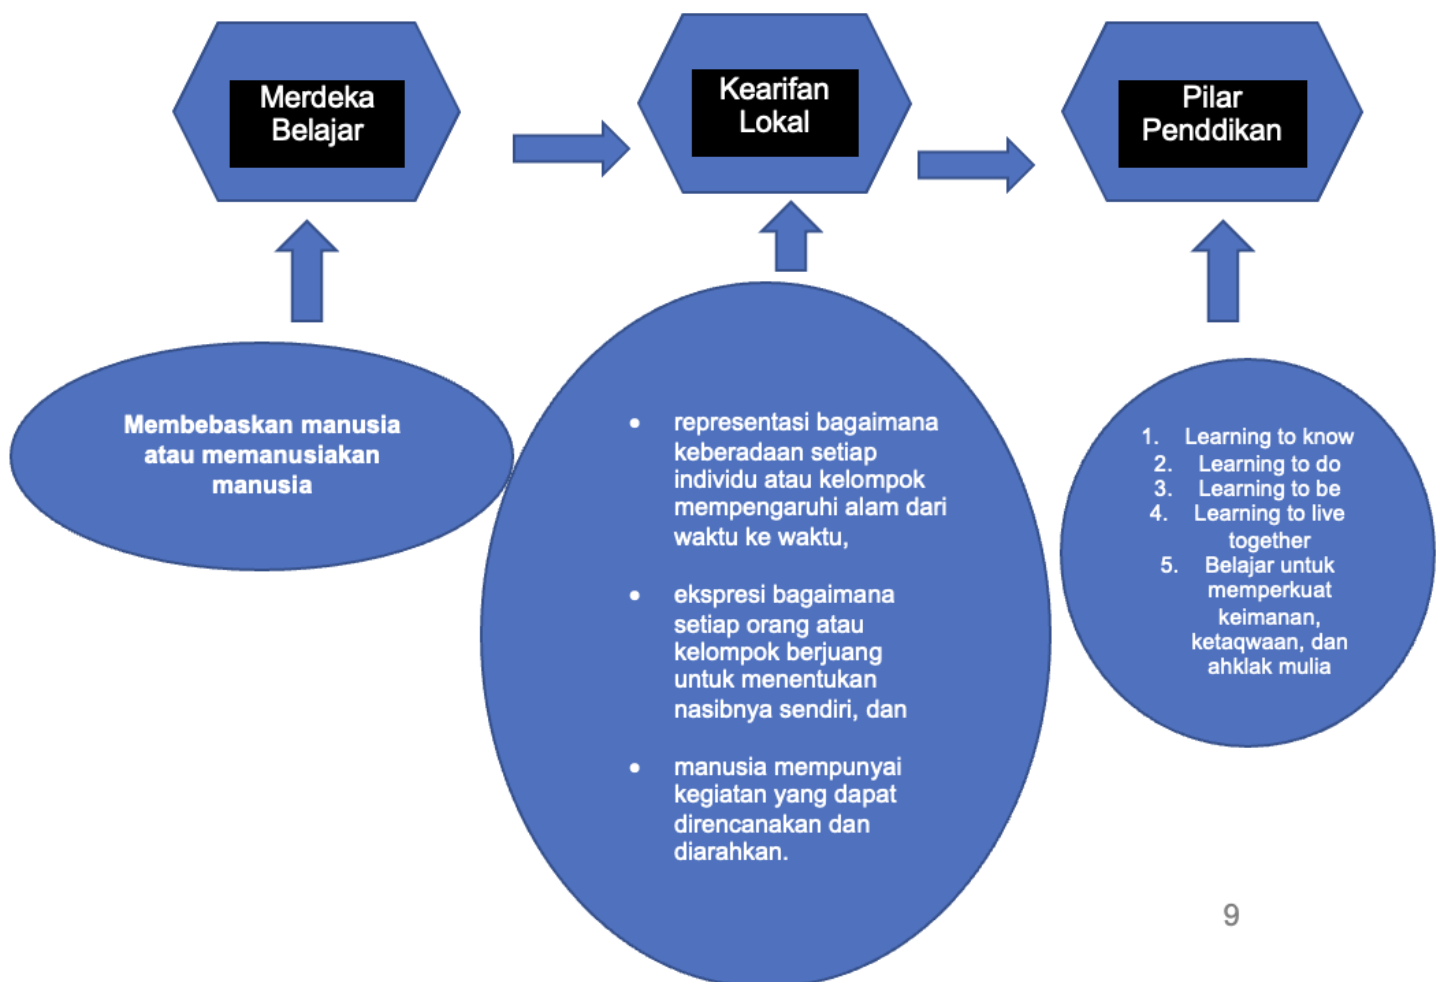 Merdeka
Belajar
Kearifan
Lokal
Pilar
Penddikan
Membebaskan manusia
atau memanusiakan
manusia
• representasi bagaimana
keberadaan setiap
individu atau kelompok
mempengaruhi alam dari
waktu ke waktu,
• ekspresi bagaimana
setiap orang atau
kelompok berjuang
untuk menentukan
nasibnya sendiri, dan
• manusia mempunyai
kegiatan yang dapat
direncanakan dan
diarahkan.
1. Learning to know
2. Learning to do
3. Learning to be
4. Learning to live
together
5. Belajar untuk
memperkuat
keimanan,
ketaqwaan, dan
ahklak mulia
9